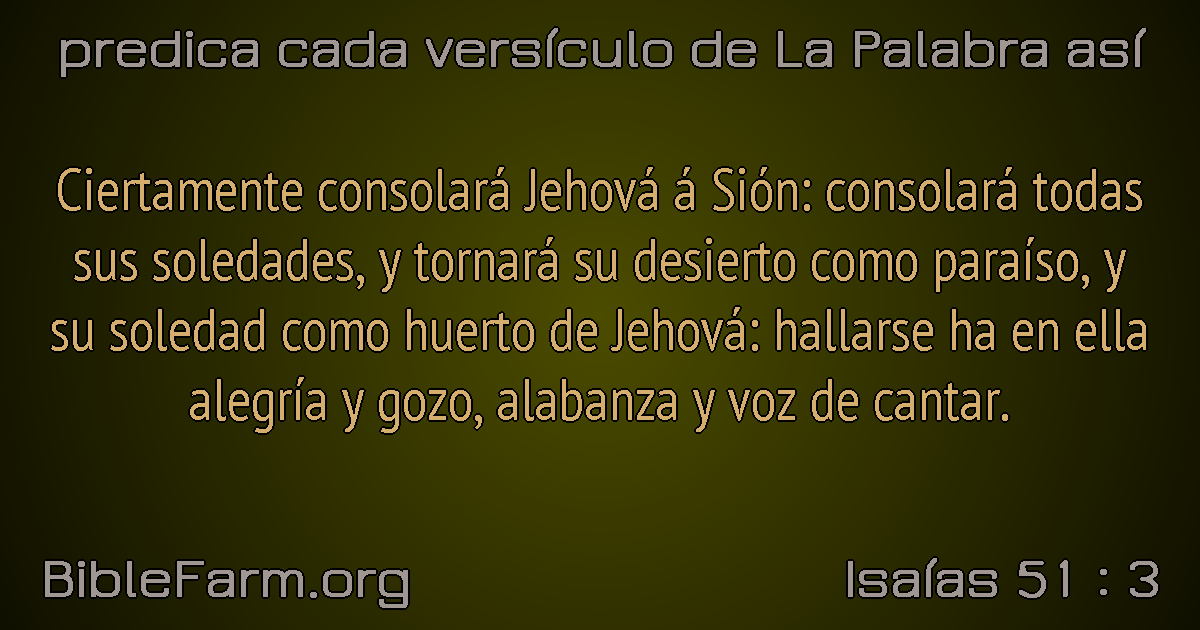 predica cada versículo de La Palabra así
Ciertamente consolará Jehová á Sión: consolará todas
sus soledades, y tornará su desierto como paraíso, y
su soledad como huerto de Jehová: hallarse ha en ella
alegría y gozo, alabanza y voz de cantar.
BibleFarm.org
Isaías 51 : 3